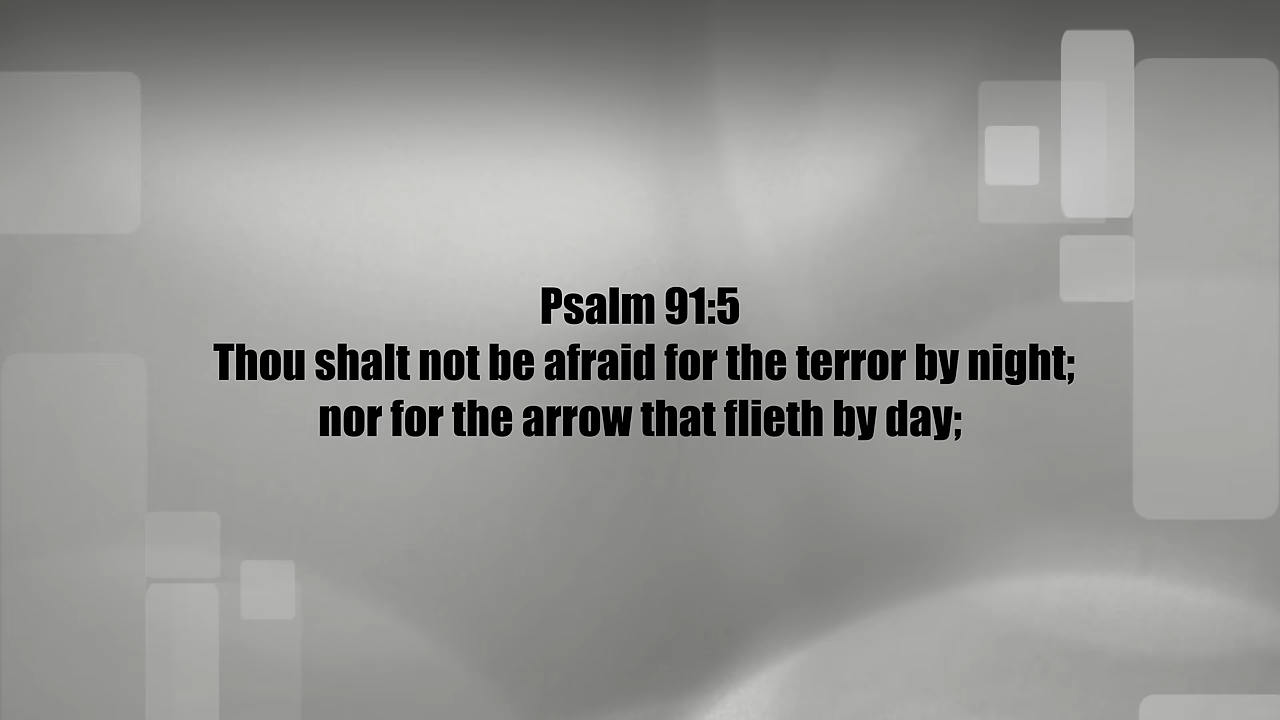 Psalm 91:5
Thou shalt not be afraid for the terror by night;
nor for the arrow that flieth by day;